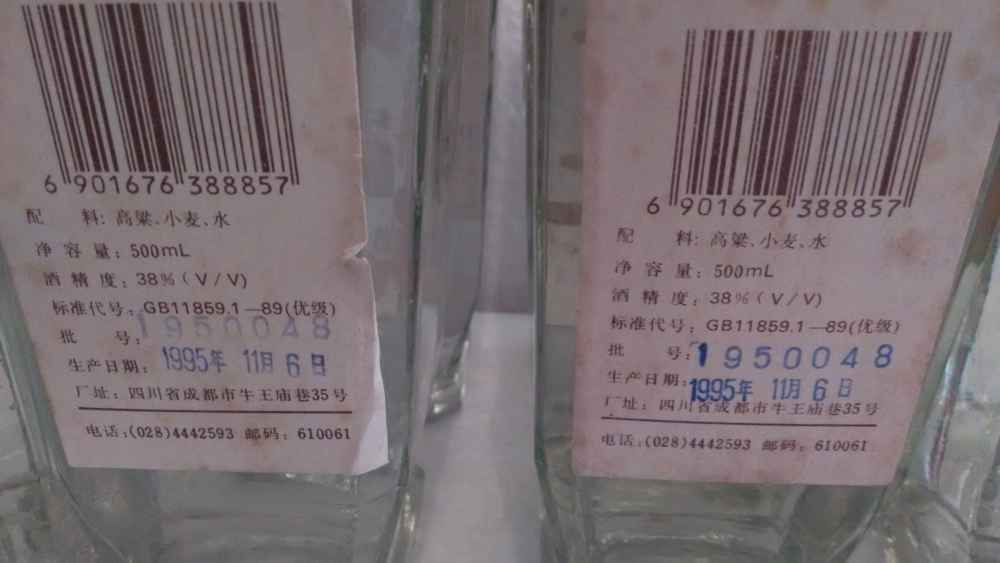 6 901676 388857
配 料: 高粱、小麦、水
净 容 量: 500mL
酒 精 度: 38%(V/V)
标准代号: GB11859.1—89(优级)
批 号: 1950048
生产日期: 1995年 11月 6日
厂址: 四川省成都市牛王庙巷35号
电话:(028)4442593 邮码: 610061
6 901676 388857
配 料: 高粱、小麦、水
净 容 量: 500mL
酒 精 度: 38%(V/V)
标准代号: GB11859.1—89(优级)
批 号: 1950048
生产日期: 1995年 11月 6日
厂址: 四川省成都市牛王庙巷35号
电话:(028)4442593 邮码: 610061